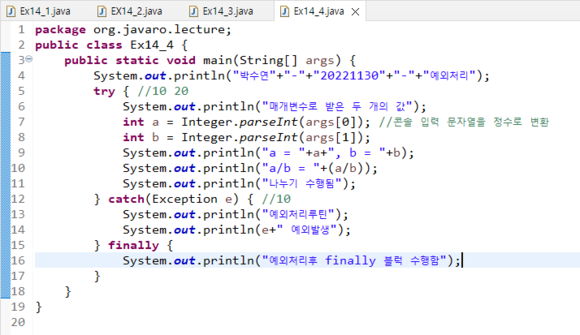 Ex14_1.java EX14_2.java Ex14_3.java Ex14_4.java
1 package org.javaro.lecture;
2 public class Ex14_4 {
3 public static void main(String[] args) {
4 System.out.println("박수연"+"-"+"20221130"+"-"+"예외처리");
5 try { //10 20
6 System.out.println("매개변수로 받은 두 개의 값");
7 int a = Integer.parseInt(args[0]); //콘솔 입력 문자열을 정수로 변환
8 int b = Integer.parseInt(args[1]);
9 System.out.println("a = "+a+", b = "+b);
10 System.out.println("a/b = "+(a/b));
11 System.out.println("나누기 수행됨");
12 } catch(Exception e) { //10
13 System.out.println("예외처리루틴");
14 System.out.println(e+" 예외발생");
15 } finally {
16 System.out.println("예외처리후 finally 블럭 수행함");
17 }
18 }
19 }
20